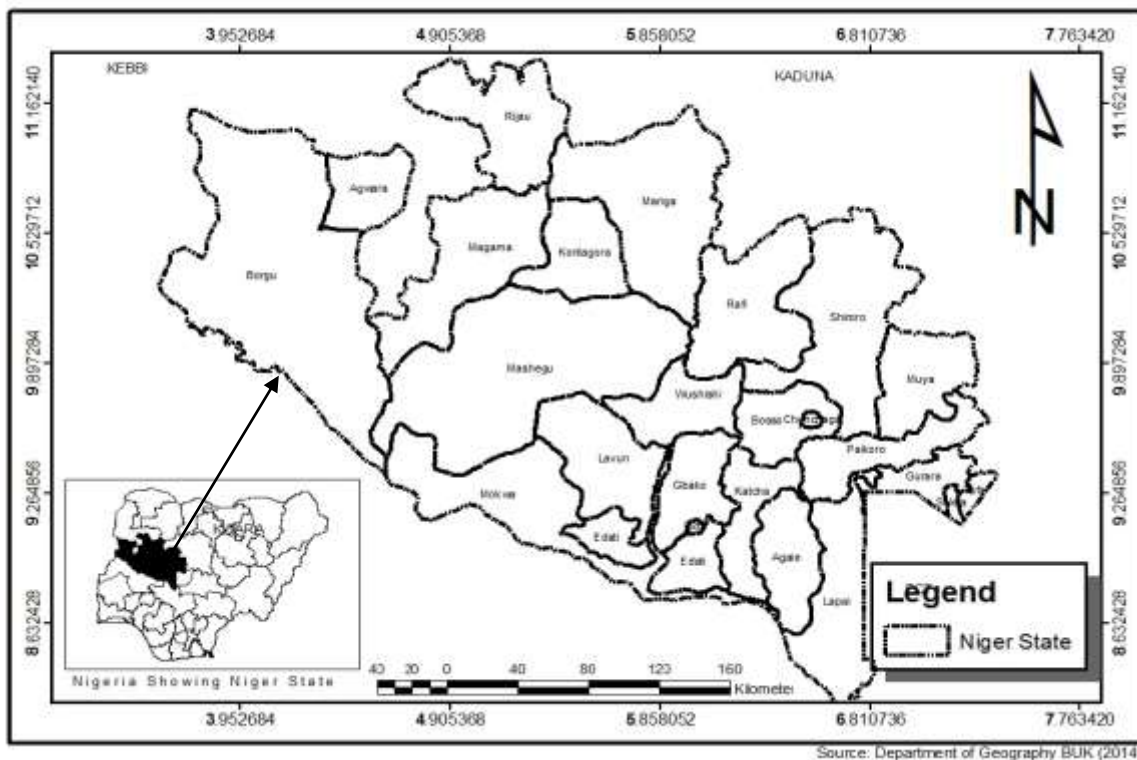 3.952684 4.905368 5.858052 6.810736 7.763420
KEBBI
KADUNA
11.162140
11.162140
Rijau
Agwara
Mariga
N
10.529712
10.529712
Magama
Kontagora
Borgu
Rafi
Shiroro
9.897284
9.897284
Mashegu
Muya
Wushishi
Bosso
Paikoro
Lavun
Gurara
Gbako
Katcha
Mokwa
9.264856
9.264856
Edati
Edati
Agaie
Lapai
Legend
Niger State
8.632428
8.632428
Nigeria Showing Niger State
40 20 0 40 80 120 160
Kilometer
3.952684 4.905368 5.858052 6.810736 7.763420
Source: Department of Geography BUK (2014